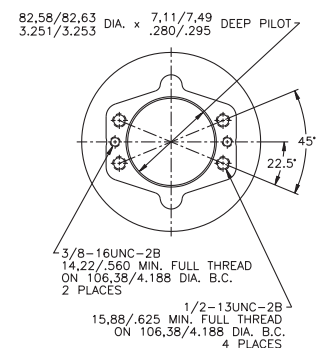 82,58/82,63 DIA. x 7,11/7,49 DEEP PILOT
3.251/3.253 .280/.295
45°
22.5°
3/8-16UNC-2B
14,22/.560 MIN. FULL THREAD
ON 106,38/4.188 DIA. B.C.
2 PLACES
1/2-13UNC-2B
15,88/.625 MIN. FULL THREAD
ON 106,38/4.188 DIA. B.C.
4 PLACES